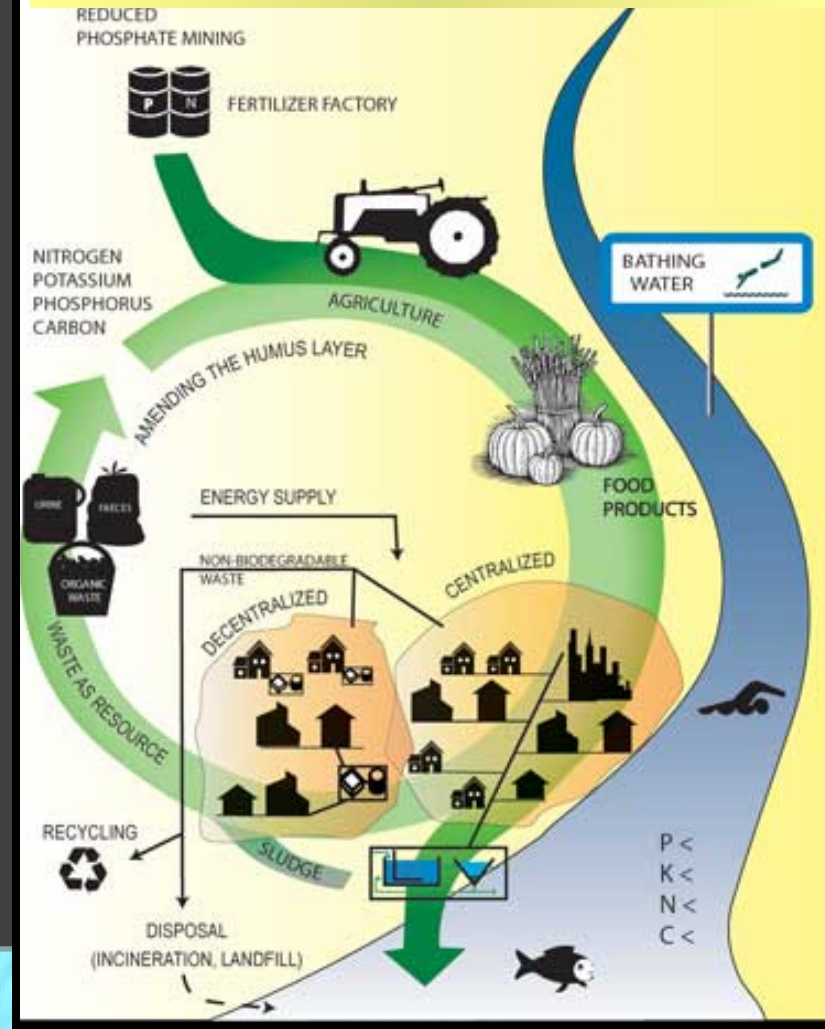 REDUCED
PHOSPHATE MINING
P N
FERTILIZER FACTORY
NITROGEN
POTASSIUM
PHOSPHORUS
CARBON
AGRICULTURE
AMENDING THE HUMUS LAYER
BATHING
WATER
URINE
FAECES
ORGANIC
WASTE
ENERGY SUPPLY
FOOD
PRODUCTS
NON-BIODEGRADABLE
WASTE
DECENTRALIZED
CENTRALIZED
WASTE AS RESOURCE
RECYCLING
SLUDGE
DISPOSAL
(INCINERATION, LANDFILL)
P <
K <
N <
C <